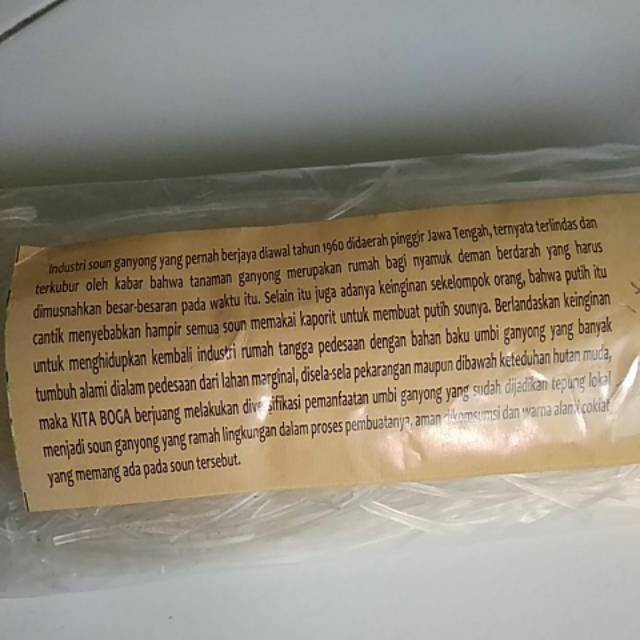 Industri soun ganyong yang pernah berjaya diawal tahun 1960 didaerah pinggir Jawa Tengah, ternyata terlindas dan
terkubur oleh kabar bahwa tanaman ganyong merupakan rumah bagi nyamuk deman berdarah yang harus
dimusnahkan besar-besaran pada waktu itu. Selain itu juga adanya keinginan sekelompok orang, bahwa putih itu
cantik menyebabkan hampir semua soun memakai kaporit untuk membuat putih sounya. Berlandaskan keinginan
untuk menghidupkan kembali industri rumah tangga pedesaan dengan bahan baku umbi ganyong yang banyak
tumbuh alami dialam pedesaan dari lahan marginal, disela-sela pekarangan maupun dibawah keteduhan hutan muda,
maka KITA BOGA berjuang melakukan diversifikasi pemanfaatan umbi ganyong yang sudah dijadikan tepung lokal
menjadi soun ganyong yang ramah lingkungan dalam proses pembuatanya, aman dikomsumsi dan warna alami coklat
yang memang ada pada soun tersebut.